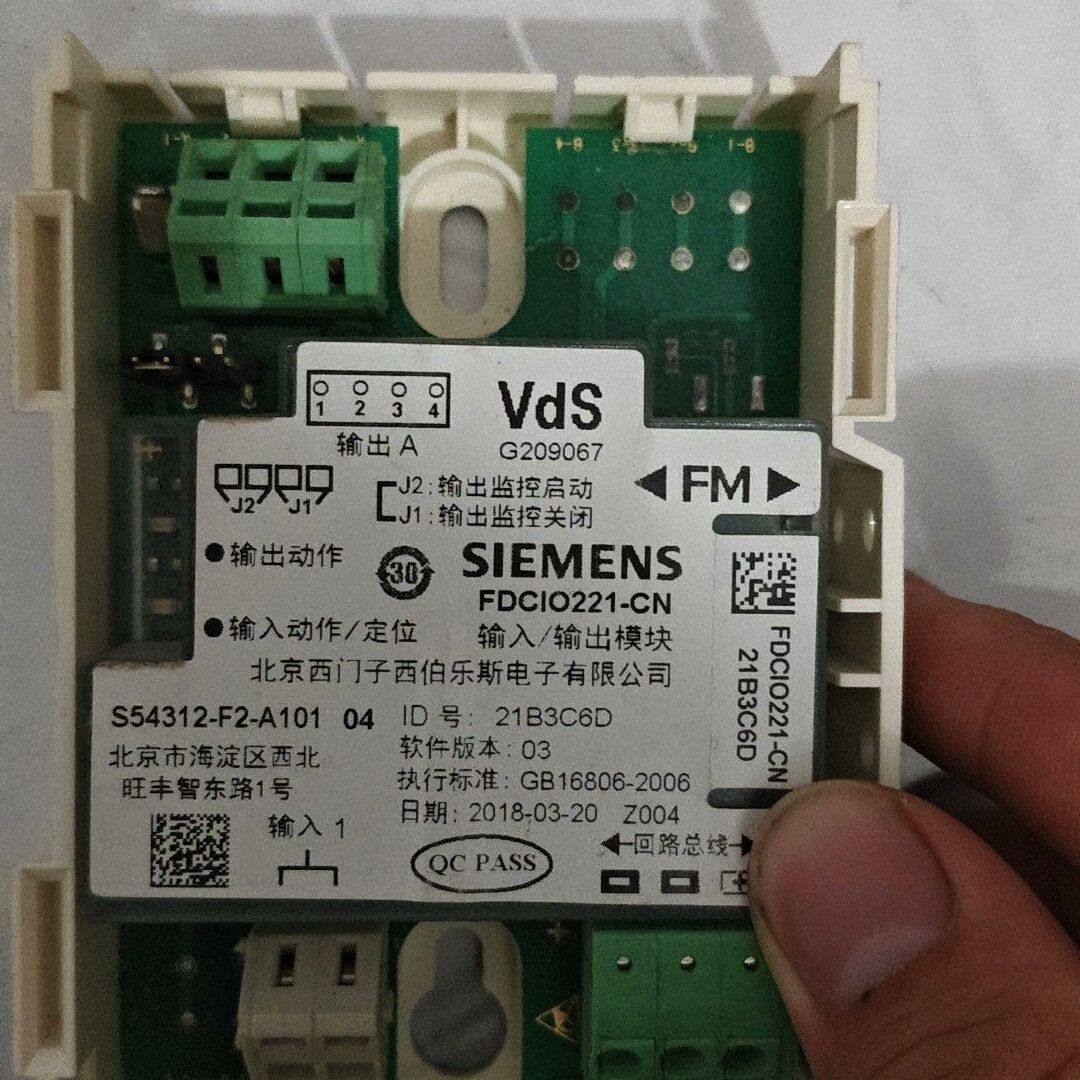 B-4
B-1
1 2 3 4
输出 A
VdS
G209067
J2 J1
J2:输出监控启动
J1:输出监控关闭
FM
输出动作
30
SIEMENS
FDCIO221-CN
输入动作/定位
输入/输出模块
北京西门子西伯乐斯电子有限公司
S54312-F2-A101 04
ID 号: 21B3C6D
北京市海淀区西北
旺丰智东路1号
软件版本: 03
执行标准: GB16806-2006
日期: 2018-03-20 Z004
输入 1
QC PASS
回路总线
FDCIO221-CN
21B3C6D